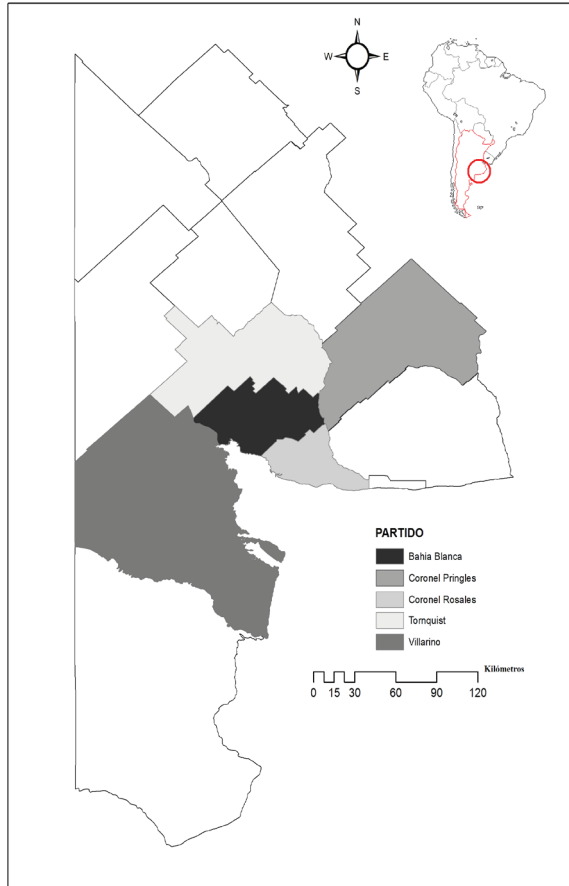 N
W E
S
PARTIDO
Bahia Blanca
Coronel Pringles
Coronel Rosales
Tornquist
Villarino
Kilómetros
0 15 30 60 90 120